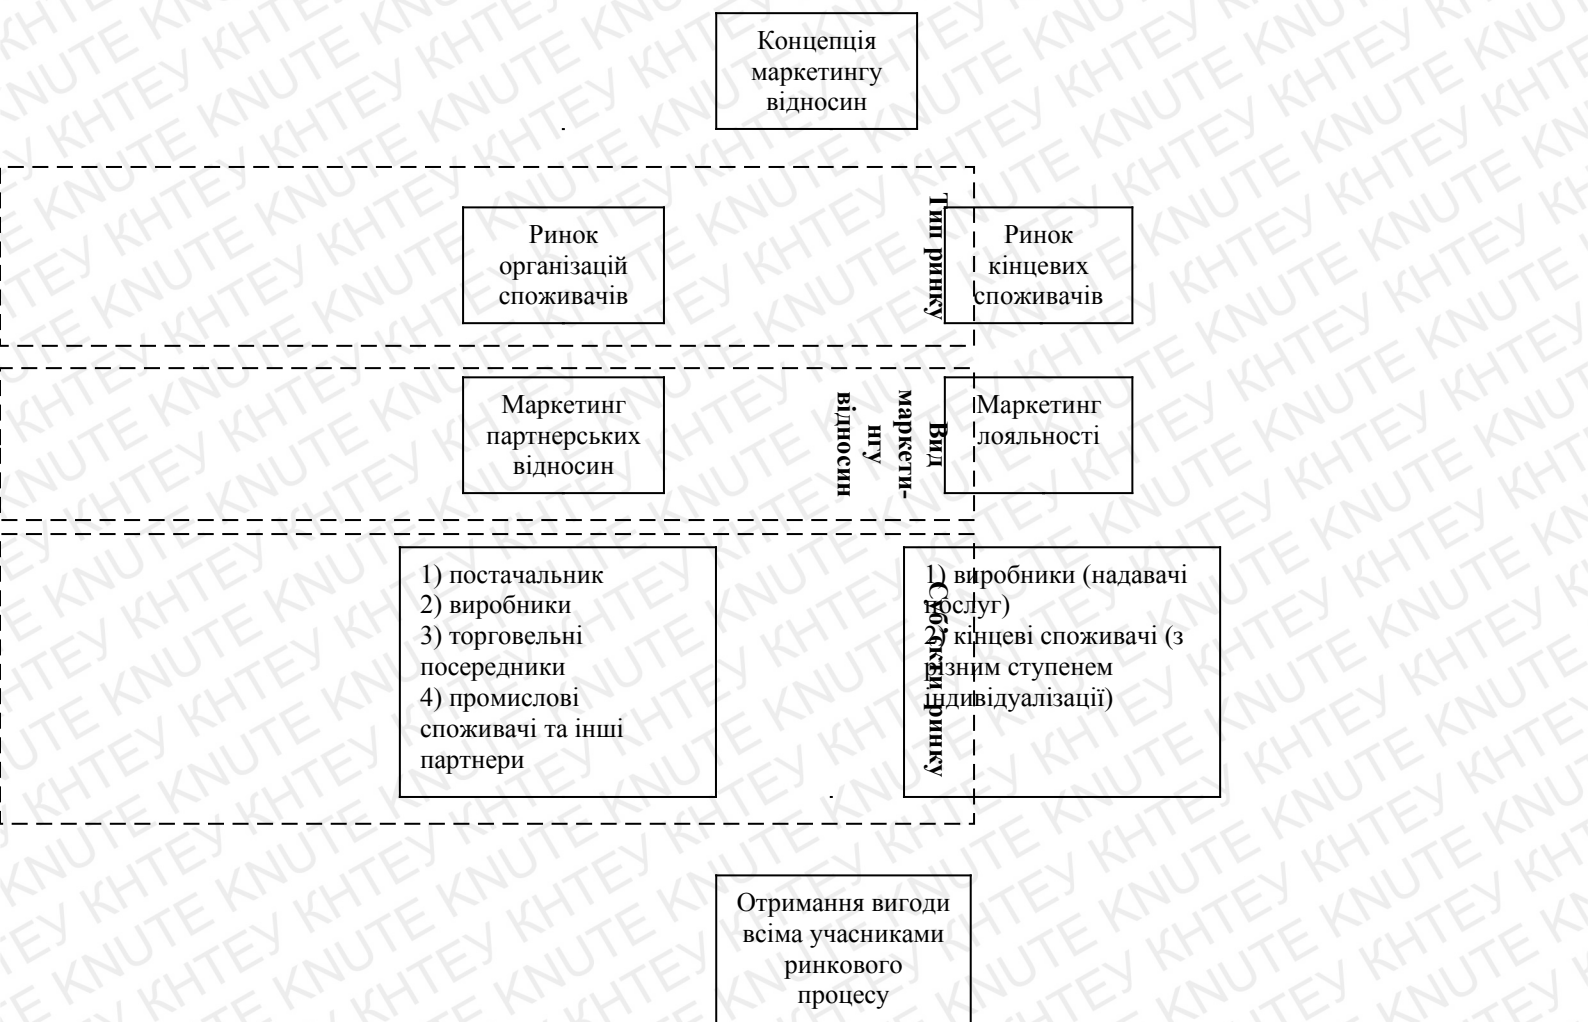 Концепція
маркетингу
відносин
Ринок
організацій
споживачів
Тип ринку
Ринок
кінцевих
споживачів
Маркетинг
партнерських
відносин
Вид
маркети-
нгу
відносин
Маркетинг
лояльності
1) постачальник
2) виробники
3) торговельні
посередники
4) промислові
споживачі та інші
партнери
Суб’єкти ринку
1) виробники (надавачі
послуг)
2) кінцеві споживачі (з
різним ступенем
індивідуалізації)
Отримання вигоди
всіма учасниками
ринкового
процесу